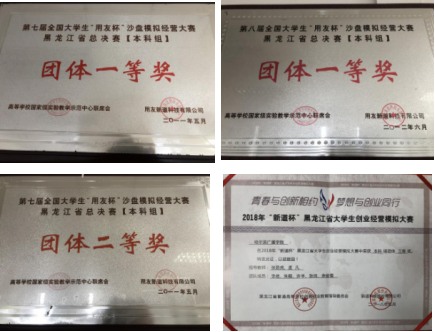 第七届全国大学生"用友杯"沙盘模拟经营大赛
黑龙江省总决赛【本科组】
团体一等奖
高等学校国家级实验教学示范中心联席会
用友新道科技有限公司
二〇一一年五月
第八届全国大学生"用友杯"沙盘模拟经营大赛
黑龙江省总决赛【本科组】
团体一等奖
高等学校国家级实验教学示范中心联席会
用友新道科技有限公司
二〇一二年六月
第七届全国大学生"用友杯"沙盘模拟经营大赛
黑龙江省总决赛【本科组】
团体二等奖
高等学校国家级实验教学示范中心联席会
用友新道科技有限公司
二〇一一年五月
青春与创新相约 梦想与创业同行
2018年"新道杯"黑龙江省大学生创业经营模拟大赛